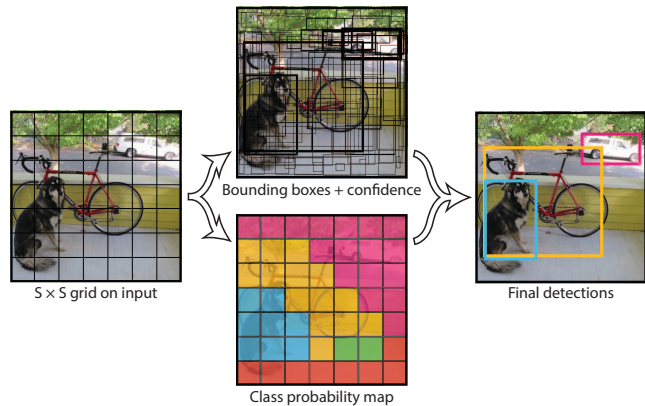 Bounding boxes + confidence
S × S grid on input
Final detections
Class probability map